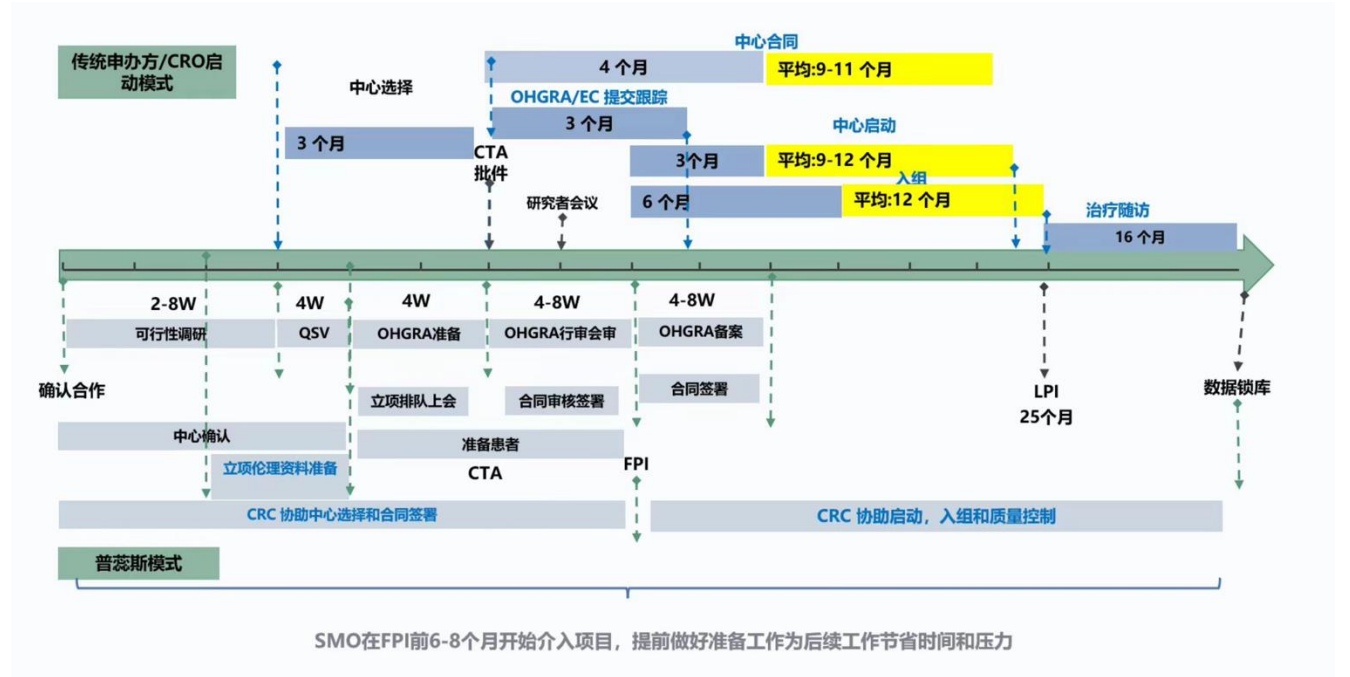 传统申办方/CRO启
动模式
中心选择
3 个月
中心合同
4 个月
平均:9-11 个月
OHGRA/EC 提交跟踪
3 个月
CTA
批件
中心启动
3个月
平均:9-12 个月
入组
6 个月
平均:12 个月
研究者会议
治疗随访
16 个月
2-8W
4W
4W
4-8W
4-8W
可行性调研
QSV
OHGRA准备
OHGRA行审会审
OHGRA备案
确认合作
立项排队上会
合同审核签署
合同签署
LPI
25个月
数据锁库
中心确认
准备患者
立项伦理资料准备
CTA
FPI
CRC 协助中心选择和合同签署
CRC 协助启动，入组和质量控制
普蕊斯模式
SMO在FPI前6-8个月开始介入项目，提前做好准备工作为后续工作节省时间和压力